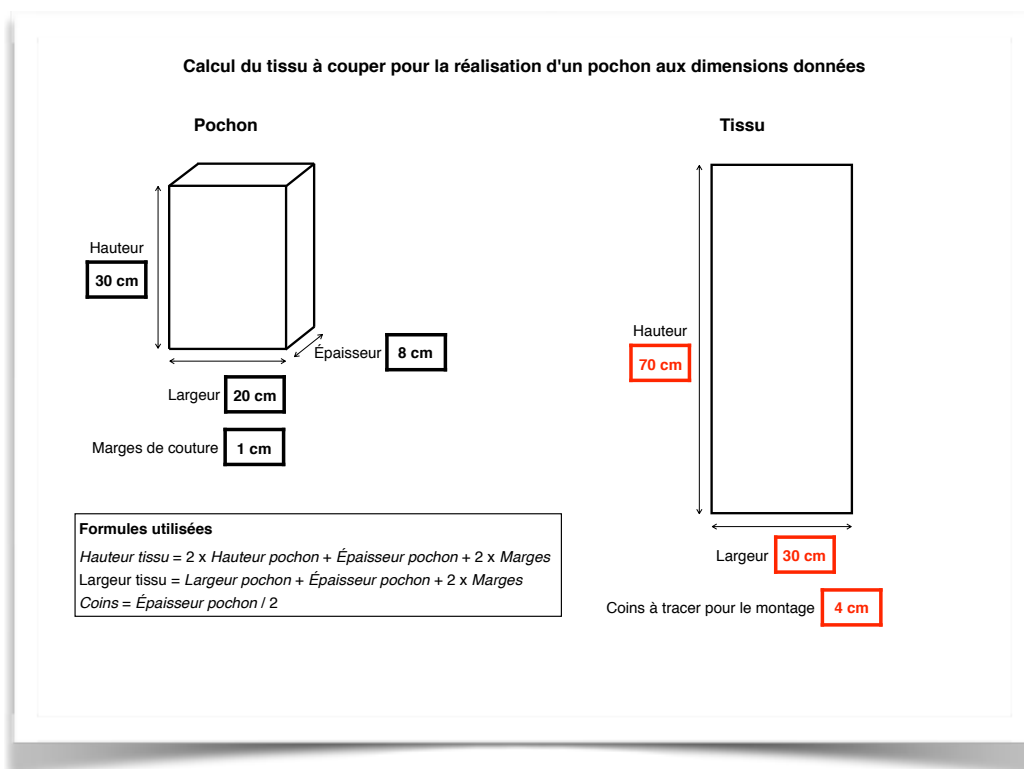 Calcul du tissu à couper pour la réalisation d'un pochon aux dimensions données
Pochon
Tissu
Hauteur
30 cm
Épaisseur 8 cm
Largeur 20 cm
Marges de couture 1 cm
Hauteur
70 cm
Largeur 30 cm
Coins à tracer pour le montage 4 cm
Formules utilisées
Hauteur tissu = 2 x Hauteur pochon + Épaisseur pochon + 2 x Marges
Largeur tissu = Largeur pochon + Épaisseur pochon + 2 x Marges
Coins = Épaisseur pochon / 2